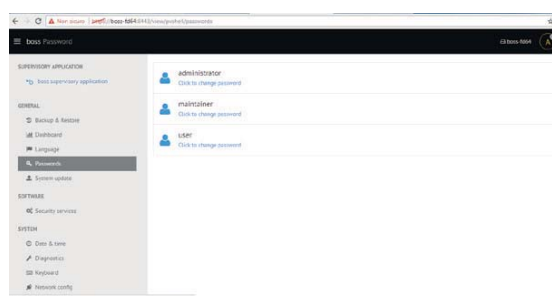 Non sicuro
boss Password
boss-fd64
A
SUPERVISORY APPLICATION
boss supervisory application
GENERAL
Backup & Restore
Dashboard
Language
Passwords
System update
SOFTWARE
Security services
SYSTEM
Date & time
Diagnostics
Keyboard
Network config
administrator
Click to change password
maintainer
Click to change password
user
Click to change password